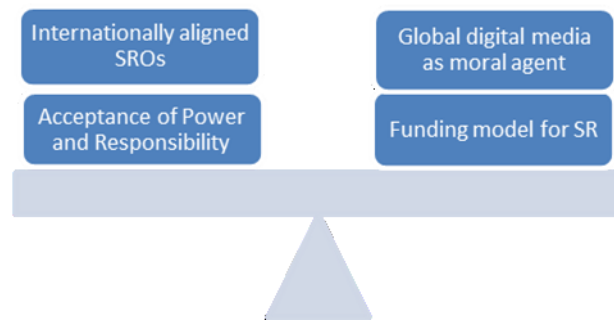 Internationally aligned
SROs
Global digital media
as moral agent
Acceptance of Power
and Responsibility
Funding model for SR